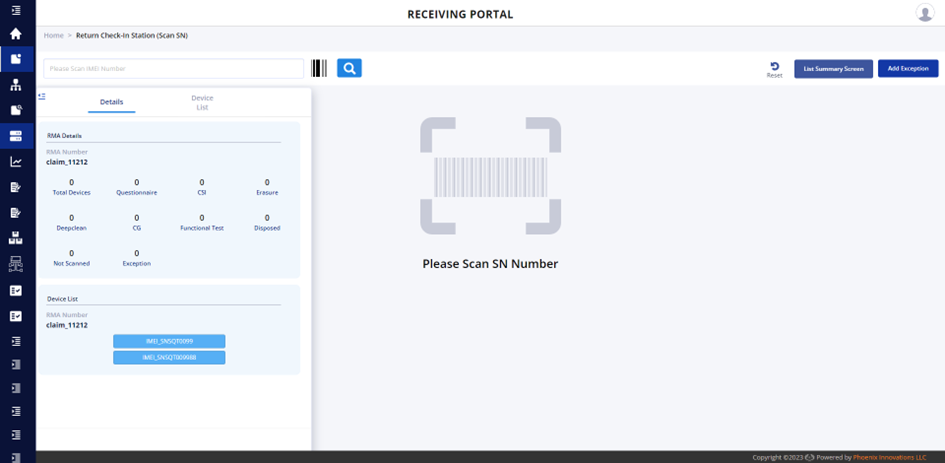 RECEIVING PORTAL
Home > Return Check-In Station (Scan SN)
Please Scan IMEI Number
Reset
List Summary Screen
Add Exception
Details
Device
List
RMA Details
RMA Number
claim_11212
0 0 0 0
Total Devices Questionnaire CSI Erasure
0 0 0 0
Deepclean CG Functional Test Disposed
0 0
Not Scanned Exception
Device List
RMA Number
claim_11212
IMEI_SNSQT0099
IMEI_SNSQT009988
Please Scan SN Number
Copyright ©2023 Powered by Phoenix Innovations LLC